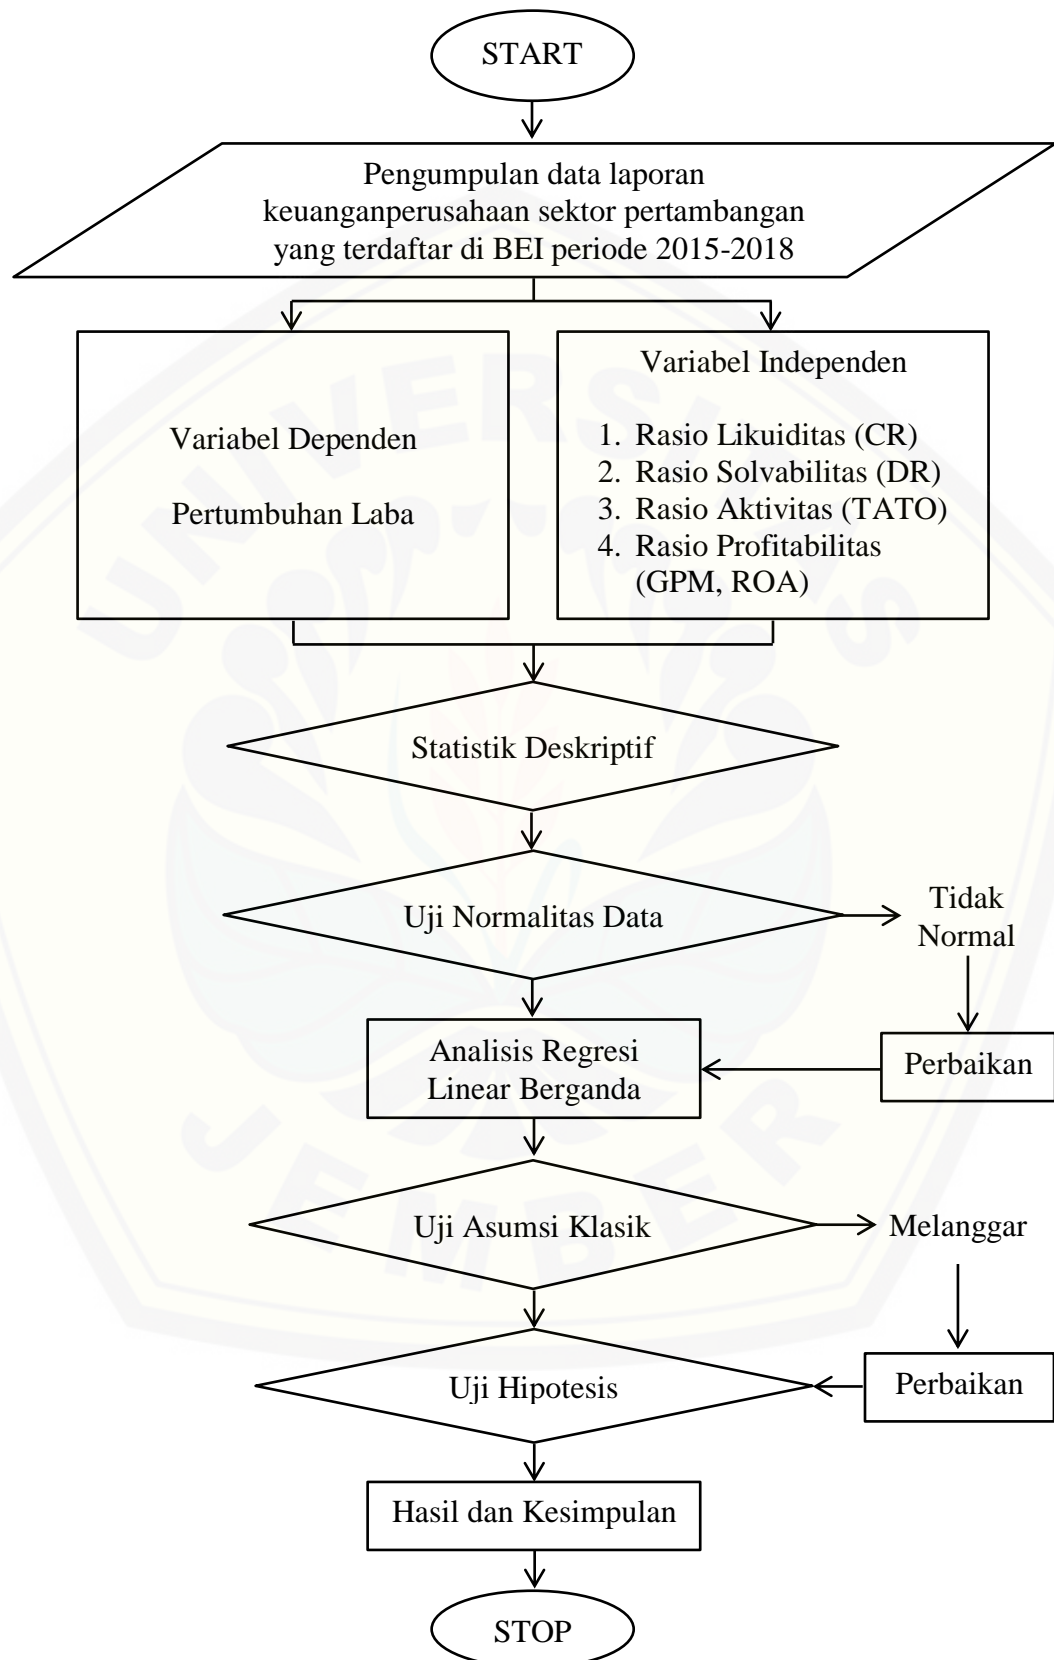 START
Pengumpulan data laporan
keuanganperusahaan sektor pertambangan
yang terdaftar di BEI periode 2015-2018
Variabel Dependen
Pertumbuhan Laba
Variabel Independen
1. Rasio Likuiditas (CR)
2. Rasio Solvabilitas (DR)
3. Rasio Aktivitas (TATO)
4. Rasio Profitabilitas
(GPM, ROA)
Statistik Deskriptif
Uji Normalitas Data
Tidak
Normal
Analisis Regresi
Linear Berganda
Perbaikan
Uji Asumsi Klasik
Melanggar
Uji Hipotesis
Perbaikan
Hasil dan Kesimpulan
STOP
UNIVERSITAS
JEMBER